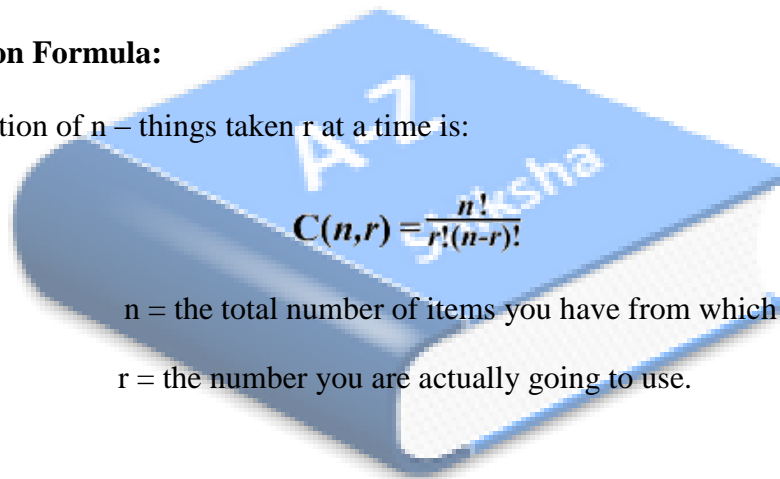 on Formula:
tion of n – things taken r at a time is:
A-Z
Shiksha
C(n,r) = n! / r!(n-r)!
n = the total number of items you have from which
r = the number you are actually going to use.